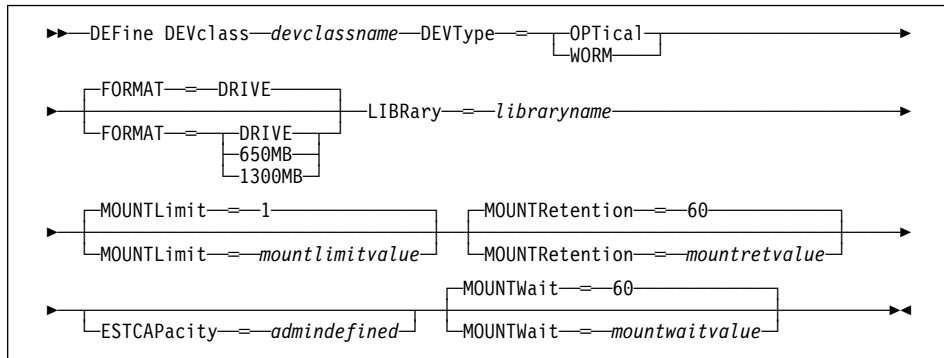 DEFine DEVclass devclassname DEVType = OPTical
WORM
FORMAT = DRIVE
LIBRary = libraryname
FORMAT = DRIVE
650MB
1300MB
MOUNTLimit = 1 MOUNTRetention = 60
MOUNTLimit = mountlimitvalue MOUNTRetention = mountretvalue
MOUNTWait = 60
ESTCAPacity = admindefined MOUNTWait = mountwaitvalue